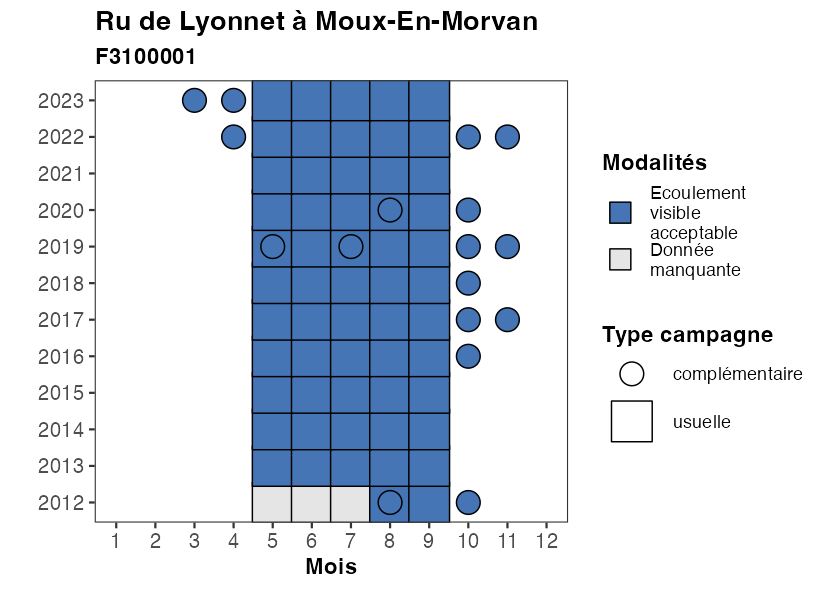 Ru de Lyonnet à Moux-En-Morvan
F3100001
2023
2022
2021
2020
2019
2018
2017
2016
2015
2014
2013
2012
1 2 3 4 5 6 7 8 9 10 11 12
Mois
Modalités
Ecoulement
visible
acceptable
Donnée
manquante
Type campagne
complémentaire
usuelle